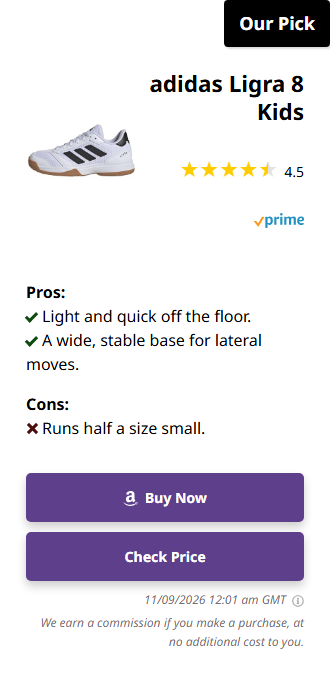 Our Pick
adidas Ligra 8
Kids
4.5
prime
Pros:
Light and quick off the floor.
A wide, stable base for lateral
moves.
Cons:
Runs half a size small.
Buy Now
Check Price
11/09/2026 12:01 am GMT
We earn a commission if you make a purchase, at
no additional cost to you.